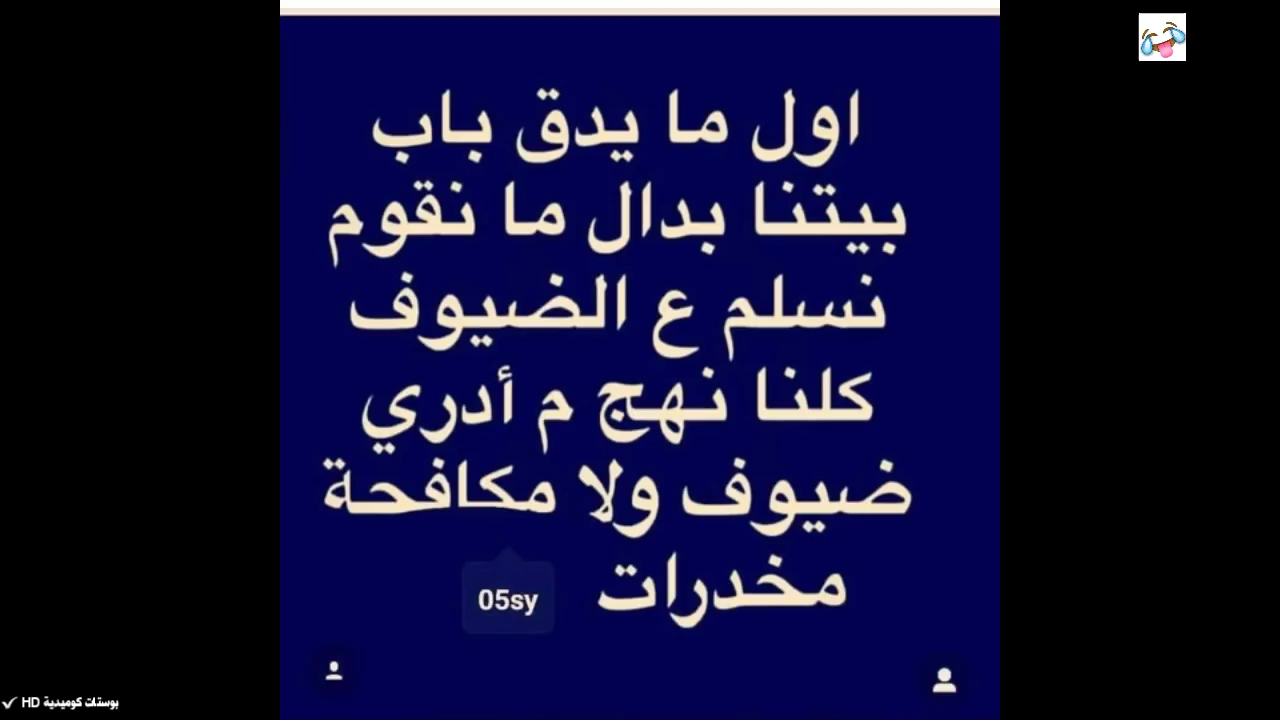 اول ما يدق باب
بيتنا بدال ما نقوم
نسلم ع الضيوف
كلنا نهج م أدري
ضيوف ولا مكافحة
مخدرات
05sy
بوستات كوميدية HD